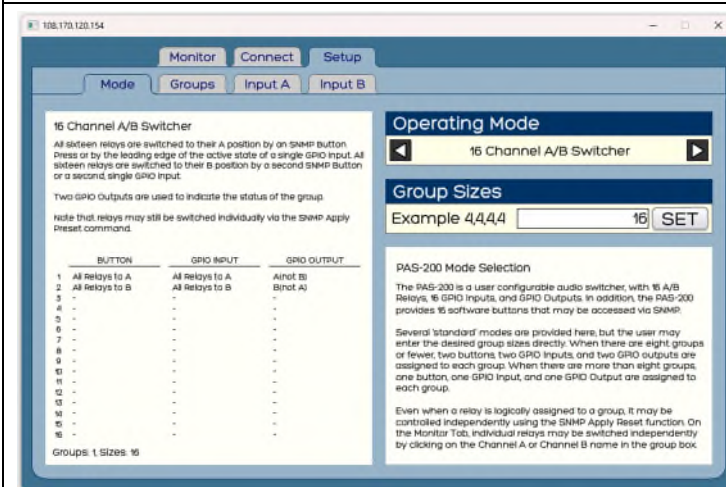 108.170.120.154
Monitor Connect Setup
Mode Groups Input A Input B
16 Channel A/B Switcher
All sixteen relays are switched to their A position by an SNMP Button
Press or by the leading edge of the active state of a single GPIO Input. All
sixteen relays are switched to their B position by a second SNMP Button
or a second, single GPIO input.
Two GPIO Outputs are used to indicate the status of the group.
Note that relays may still be switched individually via the SNMP Apply
Preset command.
BUTTON GPIO INPUT GPIO OUTPUT
1 All Relays to A All Relays to A A(not B)
2 All Relays to B All Relays to B B(not A)
3 - - -
4 - - -
5 - - -
6 - - -
7 - - -
8 - - -
9 - - -
10 - - -
11 - - -
12 - - -
13 - - -
14 - - -
15 - - -
16 - - -
Groups: 1, Sizes: 16
Operating Mode
16 Channel A/B Switcher
Group Sizes
Example 4,4,4,4 16 SET
PAS-200 Mode Selection
The PAS-200 is a user configurable audio switcher, with 16 A/B
Relays, 16 GPIO Inputs, and GPIO Outputs. In addition, the PAS-200
provides 16 software buttons that may be accessed via SNMP.
Several 'standard' modes are provided here, but the user may
enter the desired group sizes directly. When there are eight groups
or fewer, two buttons, two GPIO Inputs, and two GPIO outputs are
assigned to each group. When there are more than eight groups,
one button, one GPIO Input, and one GPIO Output are assigned to
each group.
Even when a relay is logically assigned to a group, it may be
controlled independently using the SNMP Apply Reset function. On
the Monitor Tab, individual relays may be switched independently
by clicking on the Channel A or Channel B name in the group box.